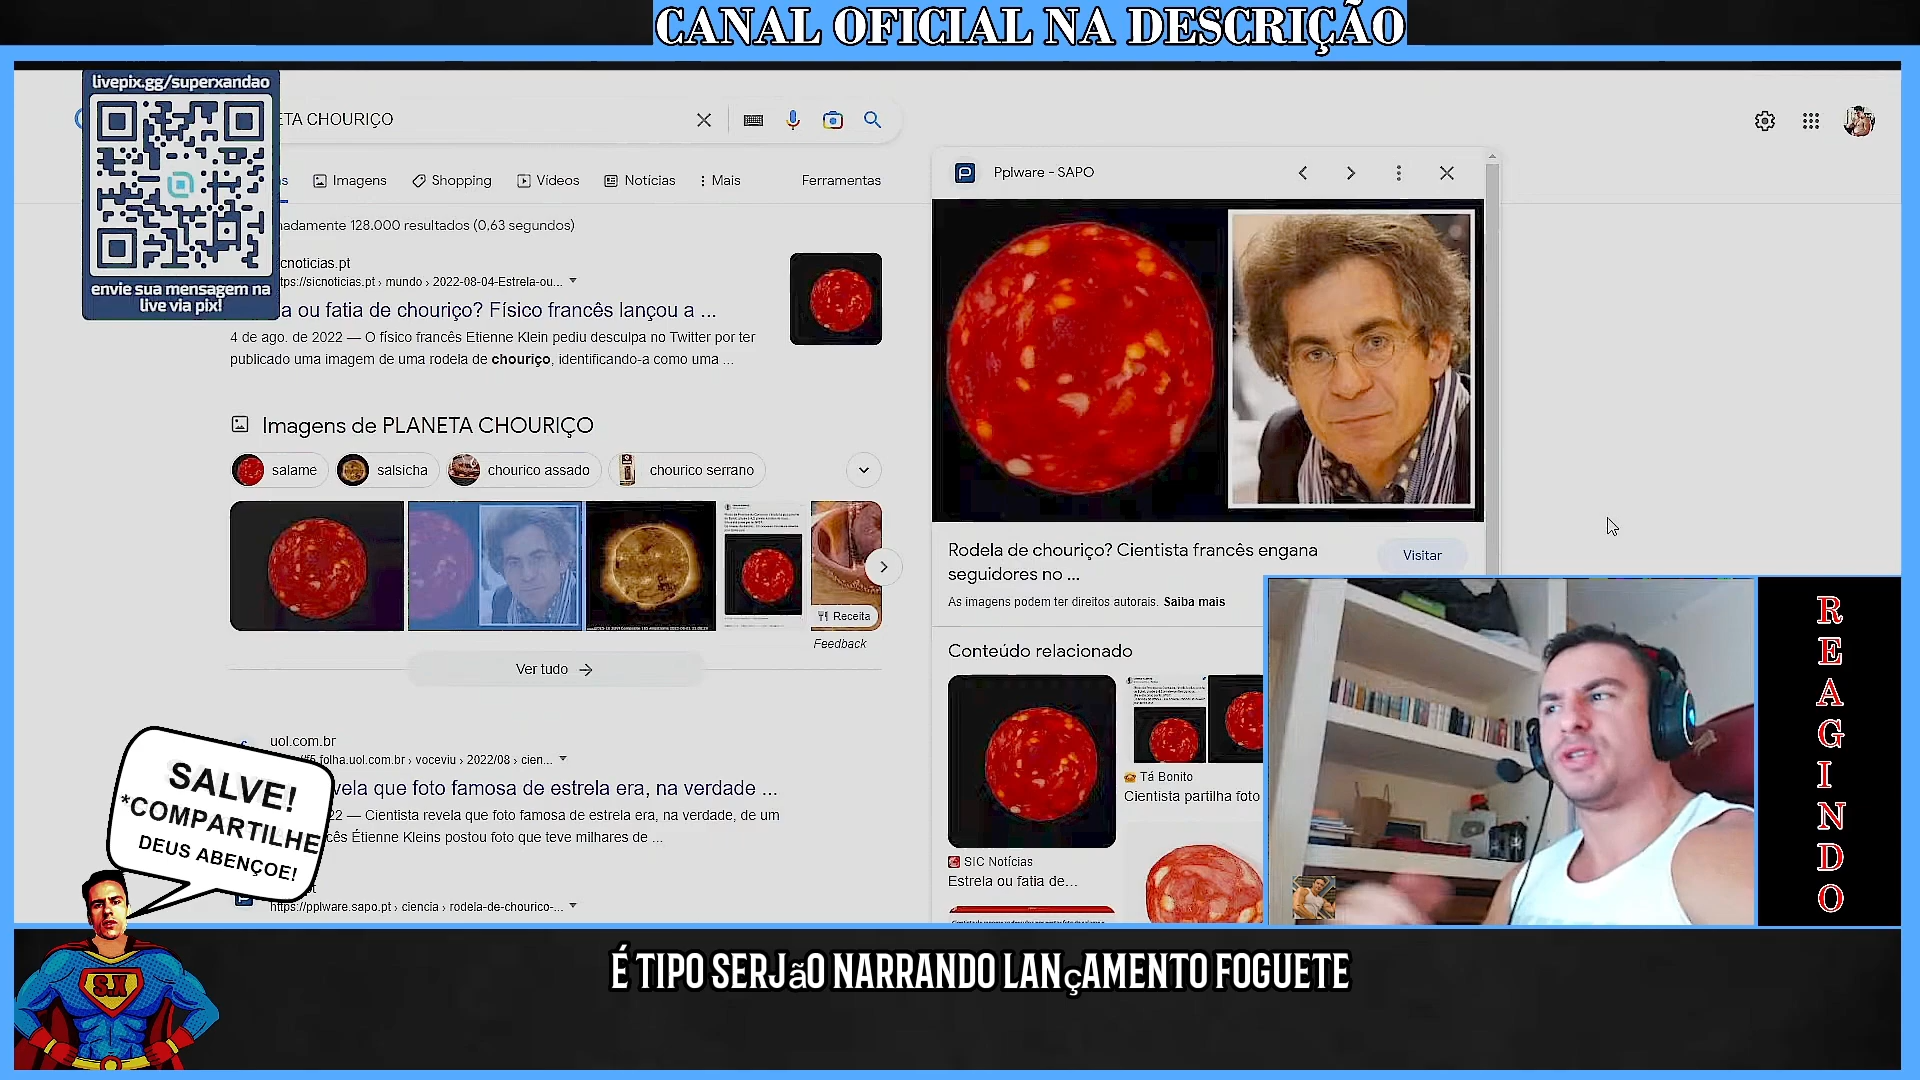 CANAL OFICIAL NA DESCRIÇÃO
livepix.gg/superxandao
envie sua mensagem na
live via pix!
ETA CHOURIÇO
Imagens
Shopping
Vídeos
Notícias
Mais
Ferramentas
nadamente 128.000 resultados (0,63 segundos)
cnoticias.pt
tps://sicnoticias.pt › mundo › 2022-08-04-Estrela-ou...
a ou fatia de chouriço? Físico francês lançou a ...
4 de ago. de 2022 — O físico francês Etienne Klein pediu desculpa no Twitter por ter
publicado uma imagem de uma rodela de chouriço, identificando-a como uma ...
Imagens de PLANETA CHOURIÇO
salame
salsicha
chourico assado
chourico serrano
Receita
Feedback
Ver tudo
uol.com.br
f5.folha.uol.com.br › voceviu › 2022/08 › cien...
vela que foto famosa de estrela era, na verdade ...
22 — Cientista revela que foto famosa de estrela era, na verdade, de um
cês Étienne Kleins postou foto que teve milhares de ...
pt
https://pplware.sapo.pt › ciencia › rodela-de-chourico-...
Pplware - SAPO
Rodela de chouriço? Cientista francês engana
seguidores no ...
Visitar
As imagens podem ter direitos autorais. Saiba mais
Conteúdo relacionado
Tá Bonito
Cientista partilha foto
SIC Notícias
Estrela ou fatia de...
REAGINDO
SALVE!
*COMPARTILHE
DEUS ABENÇOE!
S.X
É TIPO SERJãO NARRANDO LANçAMENTO FOGUETE